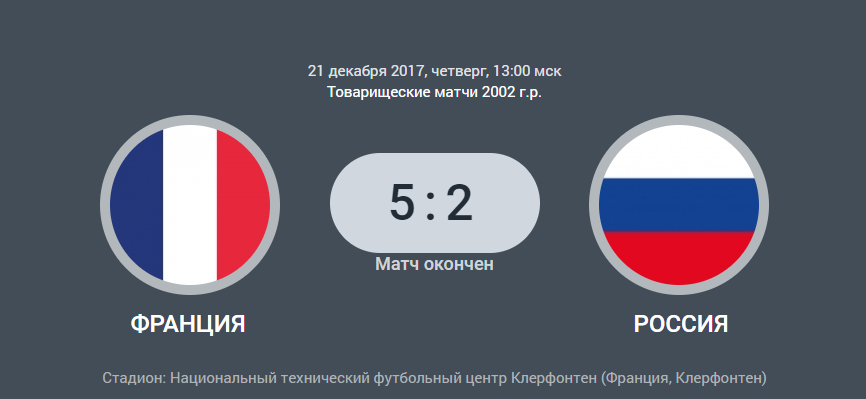 21 декабря 2017, четверг, 13:00 мск
Товарищеские матчи 2002 г.р.
5 : 2
Матч окончен
ФРАНЦИЯ
РОССИЯ
Стадион: Национальный технический футбольный центр Клерфонтен (Франция, Клерфонтен)